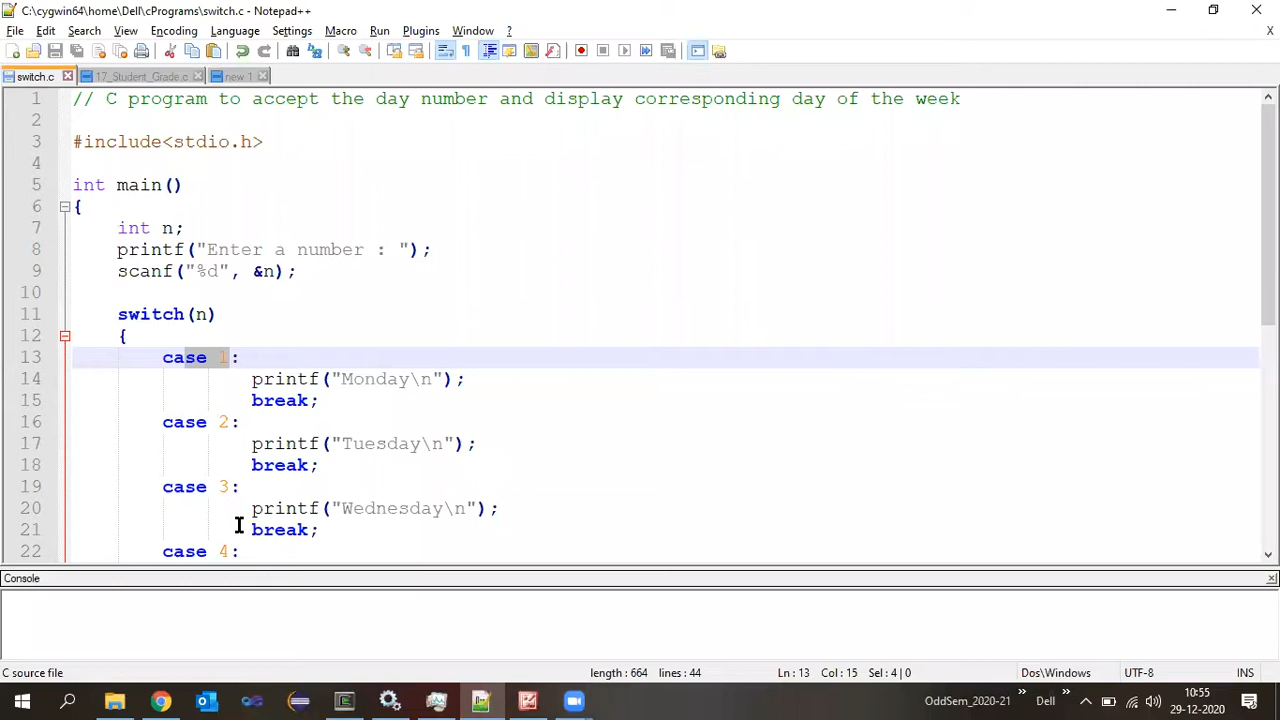 C:\cygwin64\home\Dell\cPrograms\switch.c - Notepad++
File Edit Search View Encoding Language Settings Macro Run Plugins Window ? X
switch.c 17_Student_Grade.c new 1
1 // C program to accept the day number and display corresponding day of the week
2
3 #include<stdio.h>
4
5 int main()
6 {
7 int n;
8 printf("Enter a number : ");
9 scanf("%d", &n);
10
11 switch(n)
12 {
13 case 1:
14 printf("Monday\n");
15 break;
16 case 2:
17 printf("Tuesday\n");
18 break;
19 case 3:
20 printf("Wednesday\n");
21 break;
22 case 4:
Console
C source file length : 664 lines : 44 Ln : 13 Col : 15 Sel : 4 | 0 Dos\Windows UTF-8 INS
OddSem_2020-21 Dell 10:55
29-12-2020